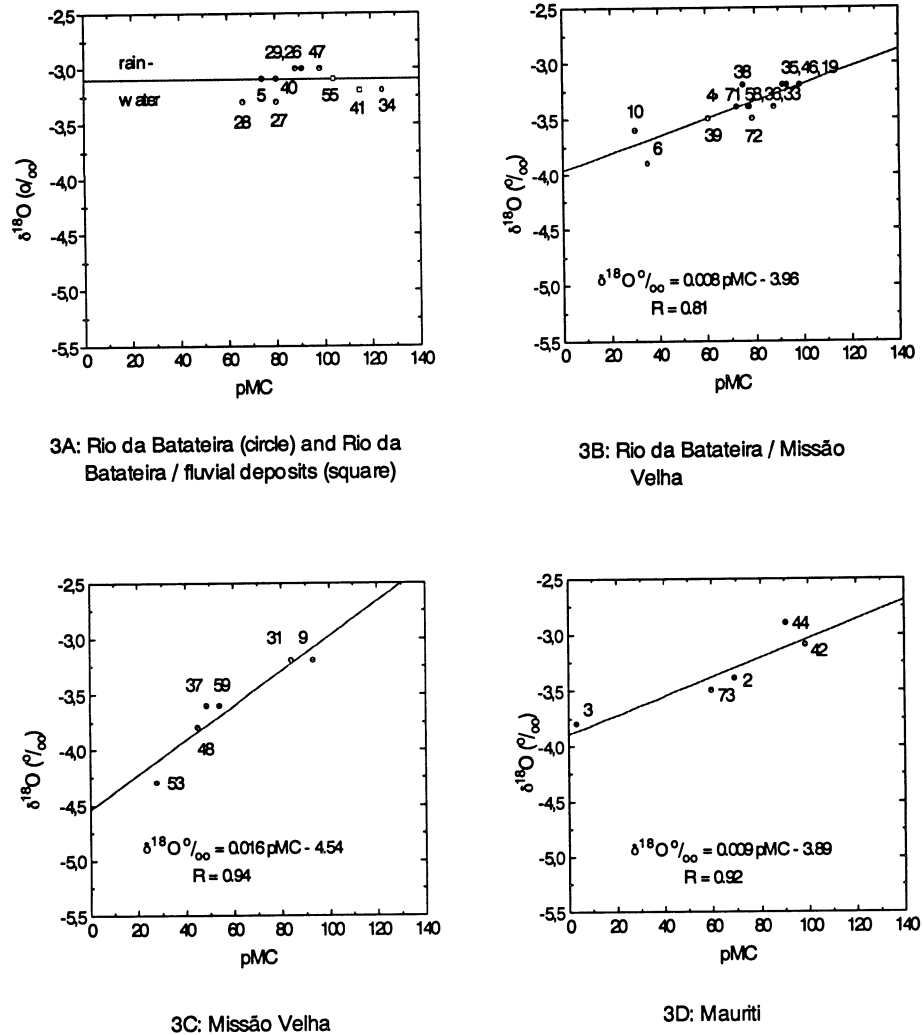 -2,5
-3,0
-3,5
-4,0
-4,5
-5,0
-5,5
δ¹⁸O (o/oo)
rain-
water
29,26 47
5 40 55 41 34
28 27
0 20 40 60 80 100 120 140
pMC
3A: Rio da Batateira (circle) and Rio da
Batateira / fluvial deposits (square)
-2,5
-3,0
-3,5
-4,0
-4,5
-5,0
-5,5
δ¹⁸O (o/oo)
38 35,46,19
4 71 58,36,33
10 6 39 72
δ¹⁸O o/oo = 0.008 pMC - 3.96
R = 0.81
0 20 40 60 80 100 120 140
pMC
3B: Rio da Batateira / Missão
Velha
-2,5
-3,0
-3,5
-4,0
-4,5
-5,0
-5,5
δ¹⁸O (o/oo)
31 9
37 59
48
53
δ¹⁸O o/oo = 0.016 pMC - 4.54
R = 0.94
0 20 40 60 80 100 120 140
pMC
3C: Missão Velha
-2,5
-3,0
-3,5
-4,0
-4,5
-5,0
-5,5
δ¹⁸O (o/oo)
44
42
3 73 2
δ¹⁸O o/oo = 0.009 pMC - 3.89
R = 0.92
0 20 40 60 80 100 120 140
pMC
3D: Mauriti